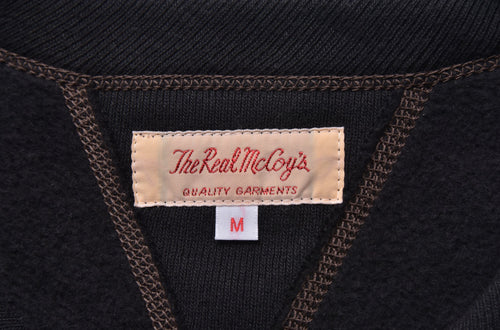 The Real McCoy's
QUALITY GARMENTS
M